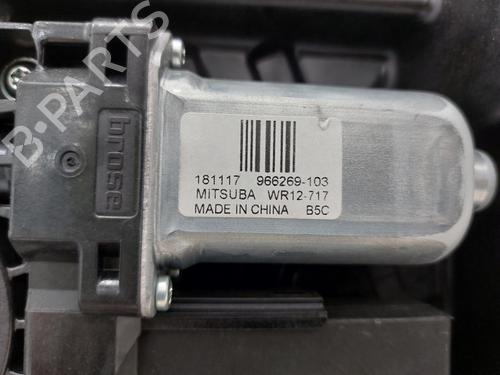 B-PARTS
brose
181117 966269-103
MITSUBA WR12-717
MADE IN CHINA B5C